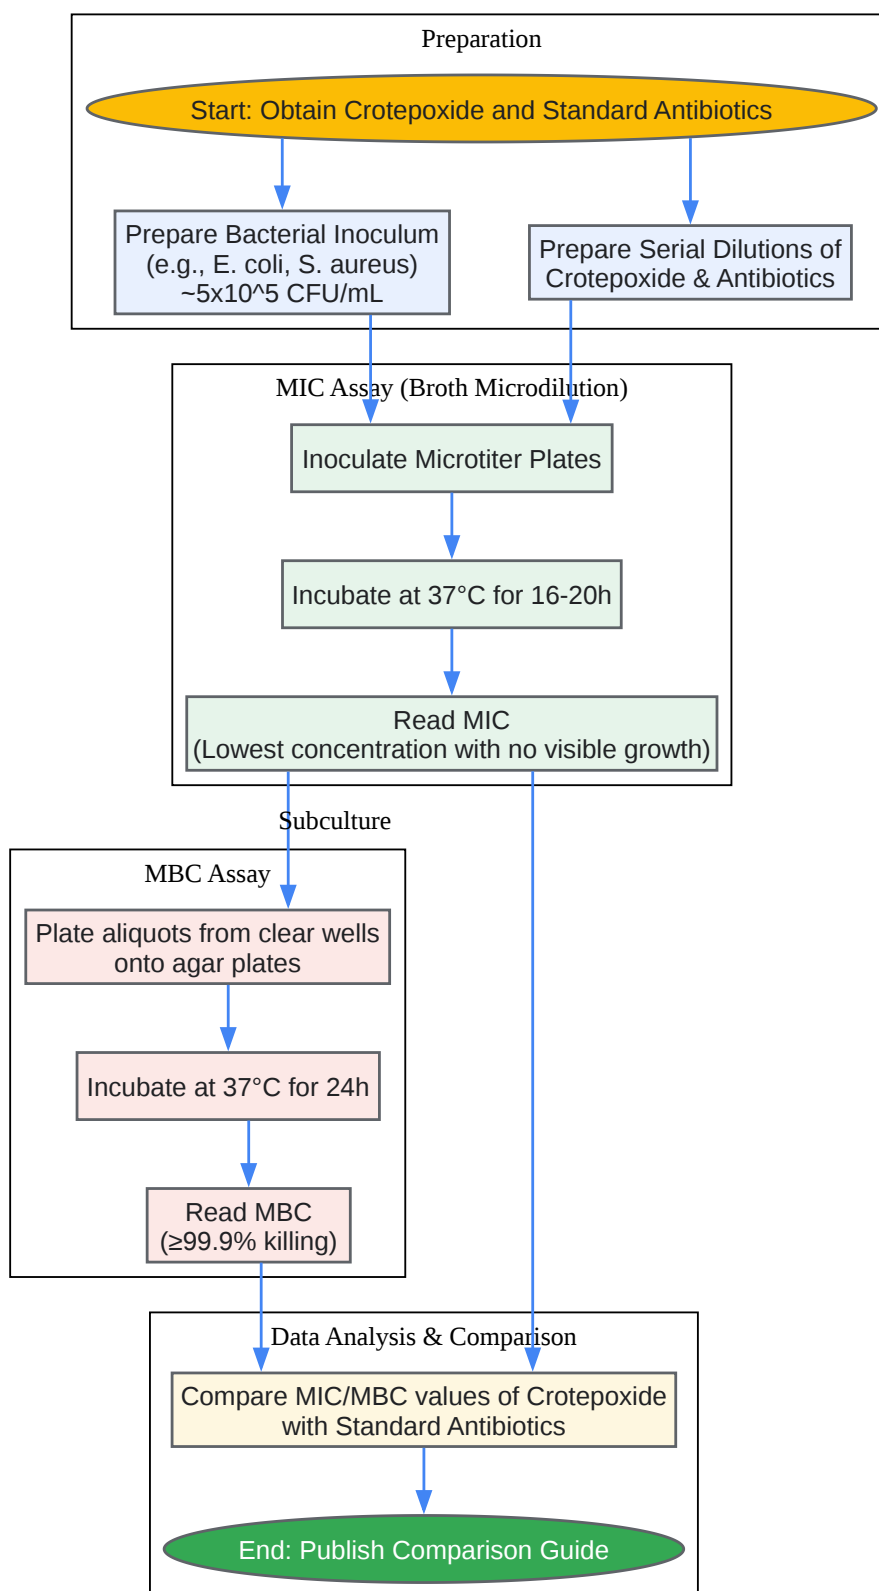 Preparation
Start: Obtain Crotepoxide and Standard Antibiotics
Prepare Bacterial Inoculum
(e.g., E. coli, S. aureus)
~5x10^5 CFU/mL
Prepare Serial Dilutions of
Crotepoxide & Antibiotics
MIC Assay (Broth Microdilution)
Inoculate Microtiter Plates
Incubate at 37°C for 16-20h
Read MIC
(Lowest concentration with no visible growth)
Subculture
MBC Assay
Plate aliquots from clear wells
onto agar plates
Incubate at 37°C for 24h
Read MBC
(≥99.9% killing)
Data Analysis & Comparison
Compare MIC/MBC values of Crotepoxide
with Standard Antibiotics
End: Publish Comparison Guide